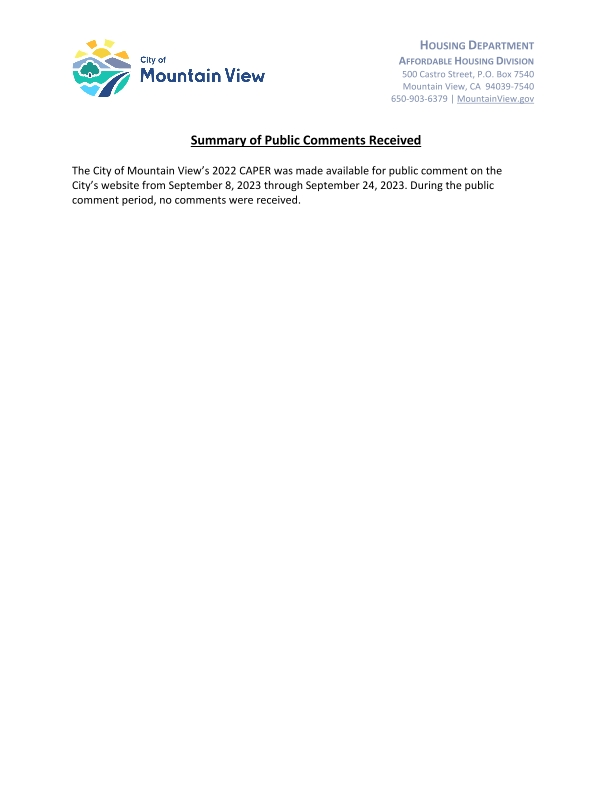 City of
Mountain View
HOUSING DEPARTMENT
AFFORDABLE HOUSING DIVISION
500 Castro Street, P.O. Box 7540
Mountain View, CA  94039-7540
650-903-6379 | MountainView.gov
Summary of Public Comments Received
The City of Mountain View’s 2022 CAPER was made available for public comment on the
City’s website from September 8, 2023 through September 24, 2023. During the public
comment period, no comments were received.